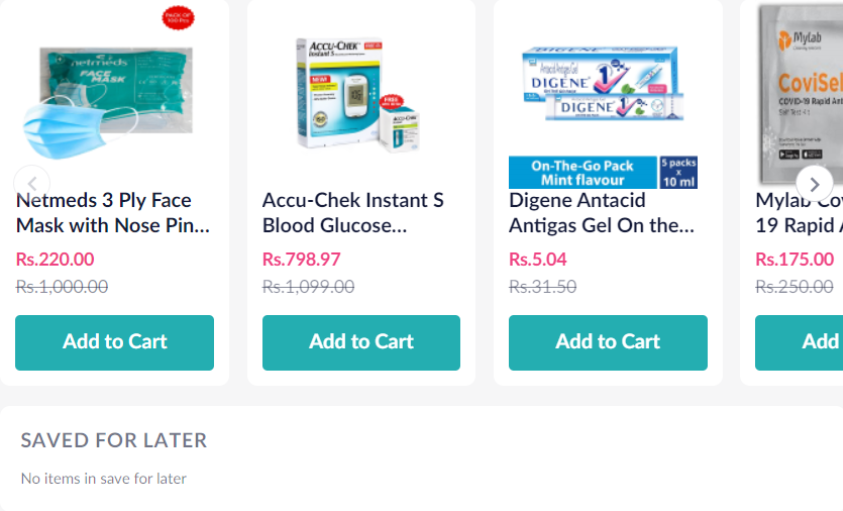 PACK OF
100 Pcs
netmeds
FACE
MASK
Netmeds 3 Ply Face
Mask with Nose Pin...
Rs.220.00
Rs.1,000.00
Add to Cart
ACCU-CHEK
Instant S
NEW!
FREE
ACCU-CHEK
Accu-Chek Instant S
Blood Glucose...
Rs.798.97
Rs.1,099.00
Add to Cart
Antacid Antigas Gel
DIGENE
DIGENE
On-The-Go Pack
Mint flavour
5 packs
x
10 ml
Digene Antacid
Antigas Gel On the...
Rs.5.04
Rs.31.50
Add to Cart
Mylab
CoviSel
COVID-19 Rapid Ant
Mylab Cov
19 Rapid A
Rs.175.00
Rs.250.00
Add
SAVED FOR LATER
No items in save for later